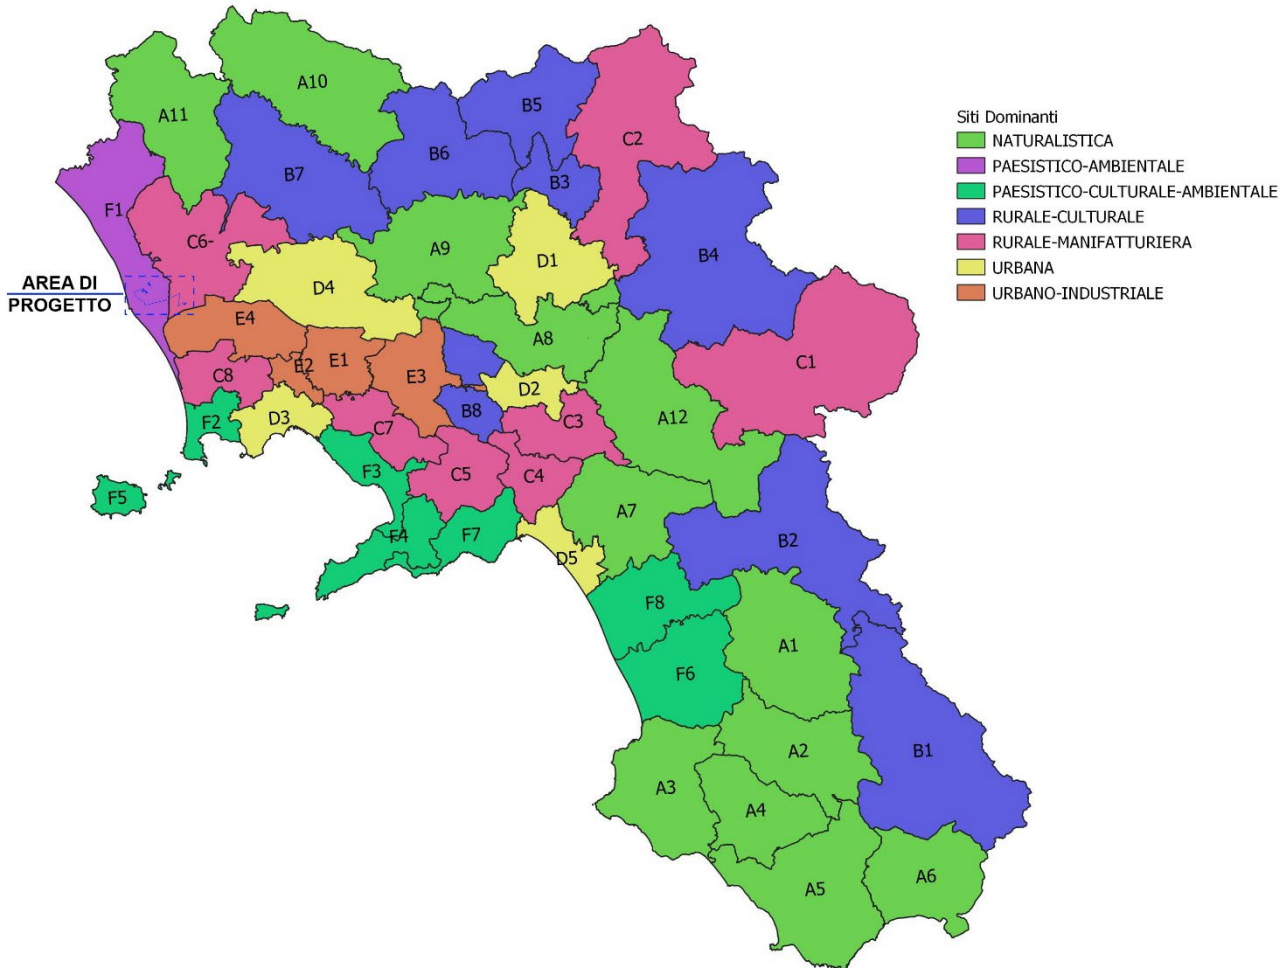 A10
A11
B5
C2
B6
B7
B3
F1
C6-
A9
D1
B4
AREA DI
PROGETTO
D4
E4
A8
E2
E1
E3
C1
C8
D2
B8
F2
D3
C7
C3
A12
F3
C5
C4
F5
A7
F4
F7
D5
B2
F8
A1
F6
A2
B1
A3
A4
A5
A6
Siti Dominanti
NATURALISTICA
PAESISTICO-AMBIENTALE
PAESISTICO-CULTURALE-AMBIENTALE
RURALE-CULTURALE
RURALE-MANIFATTURIERA
URBANA
URBANO-INDUSTRIALE